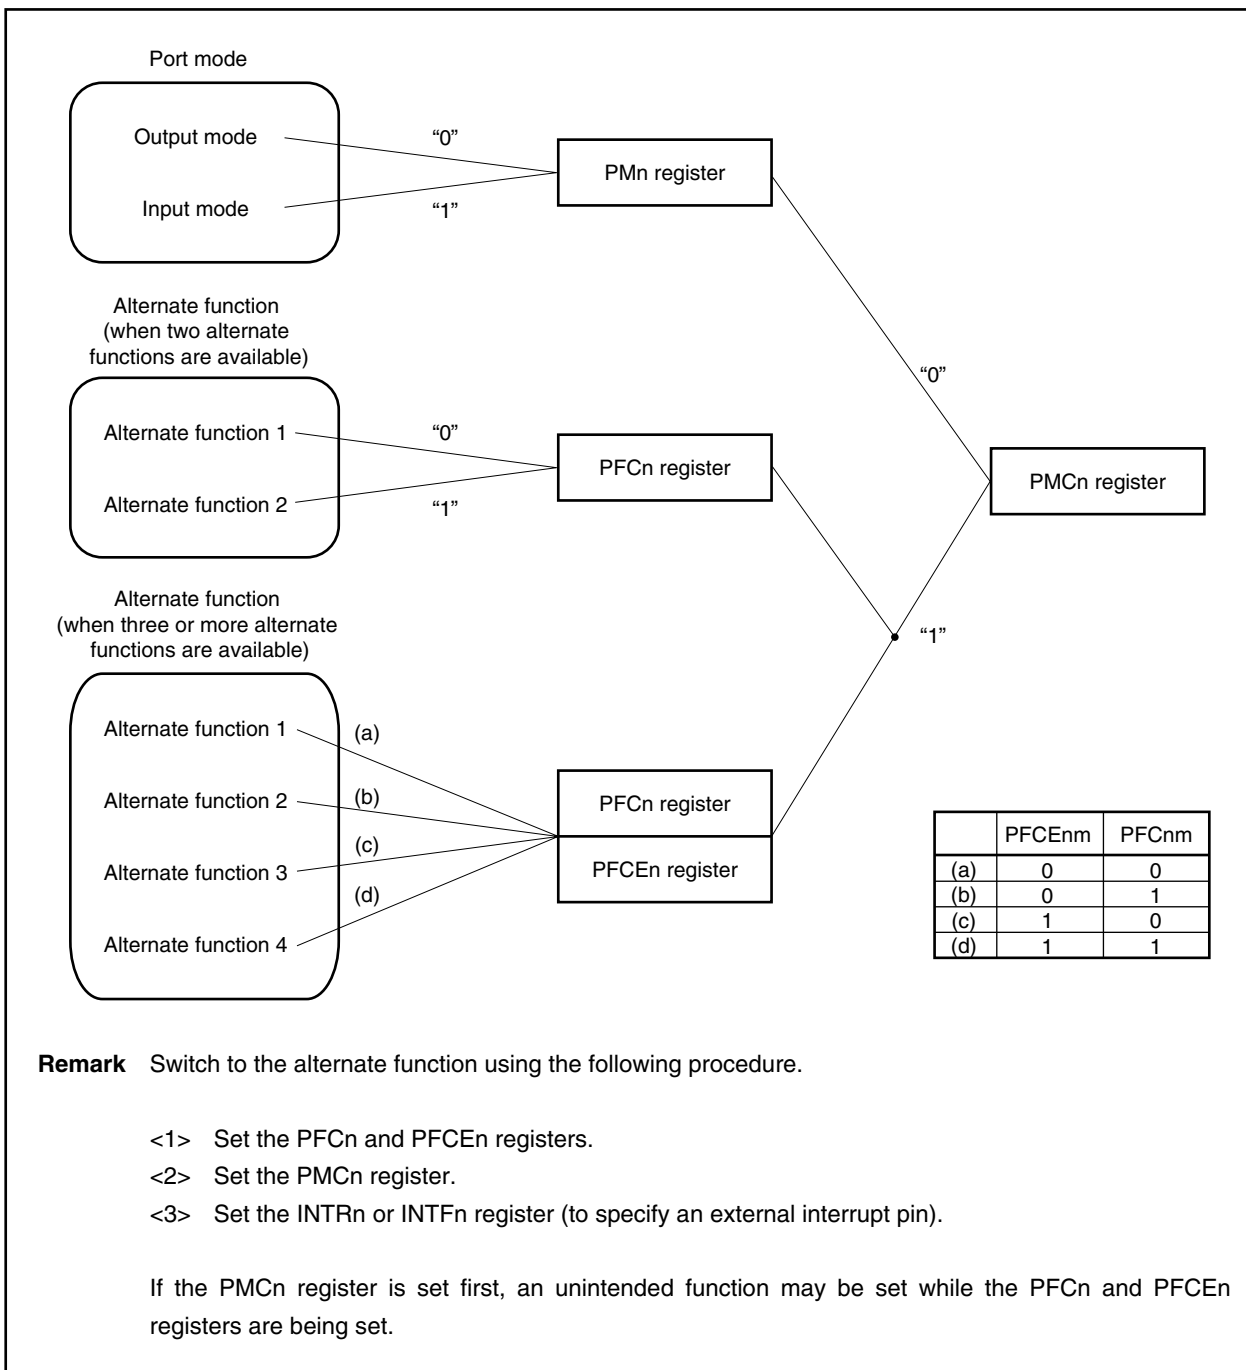 Port mode
Output mode
“0”
Input mode
“1”
PMn register
Alternate function
(when two alternate
functions are available)
“0”
Alternate function 1
“0”
Alternate function 2
“1”
PFCn register
PMCn register
Alternate function
(when three or more alternate
functions are available)
“1”
Alternate function 1
(a)
Alternate function 2
(b)
Alternate function 3
(c)
Alternate function 4
(d)
PFCn register
PFCEn register
PFCEnm PFCnm
(a) 0 0
(b) 0 1
(c) 1 0
(d) 1 1
Remark Switch to the alternate function using the following procedure.
<1> Set the PFCn and PFCEn registers.
<2> Set the PMCn register.
<3> Set the INTRn or INTFn register (to specify an external interrupt pin).
If the PMCn register is set first, an unintended function may be set while the PFCn and PFCEn
registers are being set.